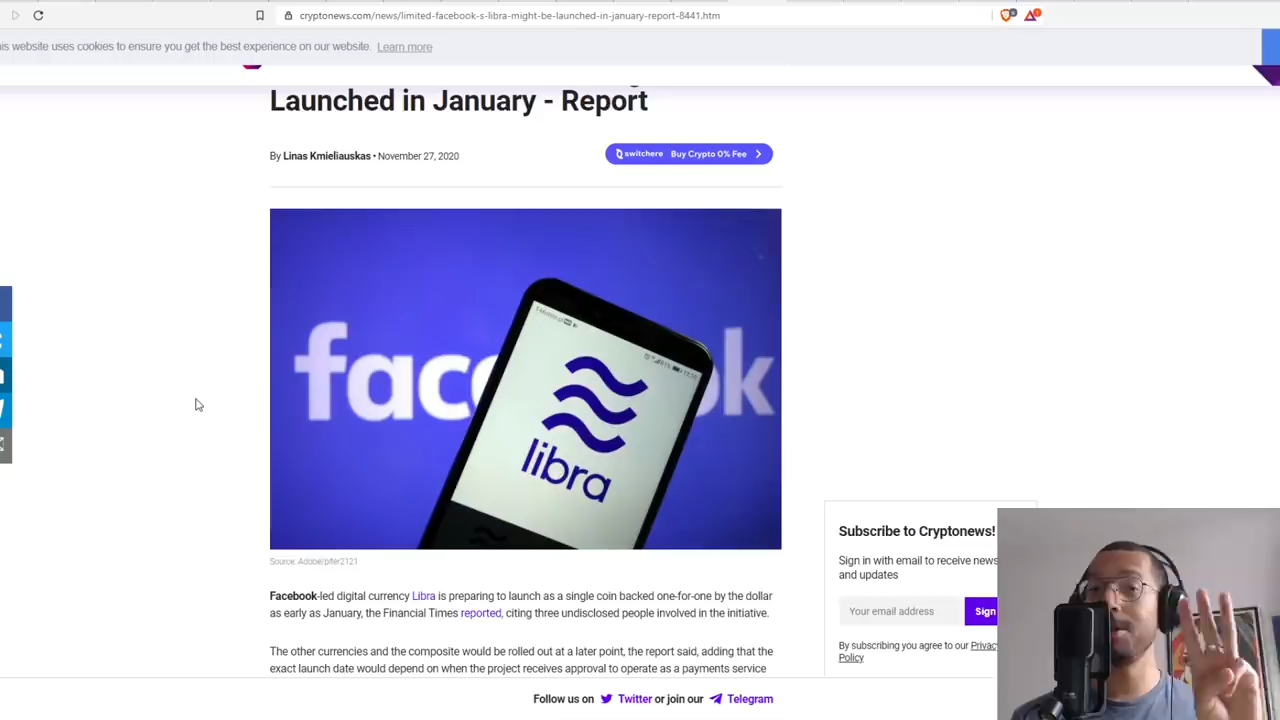 cryptonews.com/news/limited-facebook-s-libra-might-be-launched-in-january-report-8441.htm
is website uses cookies to ensure you get the best experience on our website. Learn more
Launched in January - Report
By Linas Kmieliauskas • November 27, 2020
switchere Buy Crypto 0% Fee
facebook
libra
Source: Adobe/piter2121
Facebook-led digital currency Libra is preparing to launch as a single coin backed one-for-one by the dollar
as early as January, the Financial Times reported, citing three undisclosed people involved in the initiative.
The other currencies and the composite would be rolled out at a later point, the report said, adding that the
exact launch date would depend on when the project receives approval to operate as a payments service
Subscribe to Cryptonews!
Sign in with email to receive news
and updates
Your email address
Sign
By subscribing you agree to our Privac
Policy
Follow us on Twitter or join our Telegram